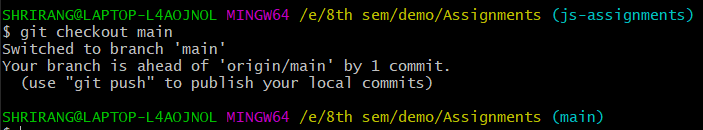 SHRIRANG@LAPTOP-L4AOJNOL MINGW64 /e/8th sem/demo/Assignments (js-assignments)
$ git checkout main
Switched to branch 'main'
Your branch is ahead of 'origin/main' by 1 commit.
  (use "git push" to publish your local commits)

SHRIRANG@LAPTOP-L4AOJNOL MINGW64 /e/8th sem/demo/Assignments (main)
$